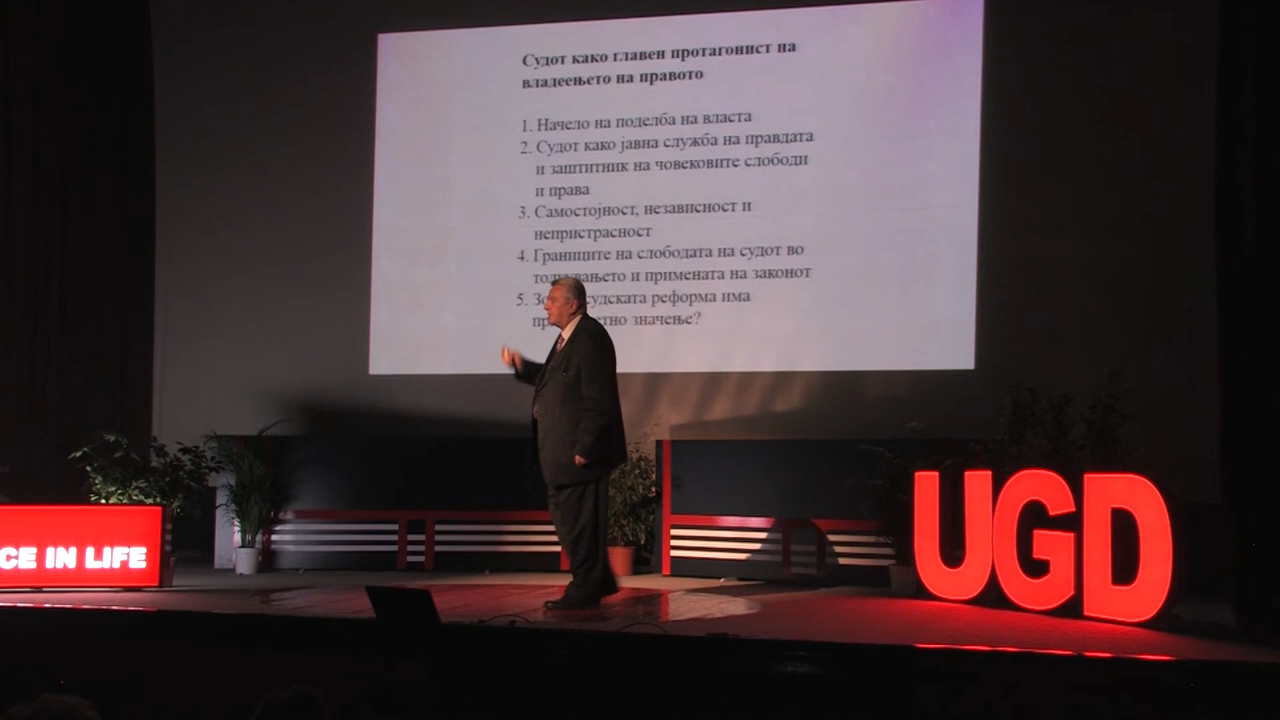 Судот како главен протагонист на
владеењето на правото
1. Начело на поделба на власта
2. Судот како јавна служба на правдата
и заштитник на човековите слободи
и права
3. Самостојност, независност и
непристрасност
4. Границите на слободата на судот во
и примената на законот
5. судската реформа има
значење?
CE IN LIFE
UGD